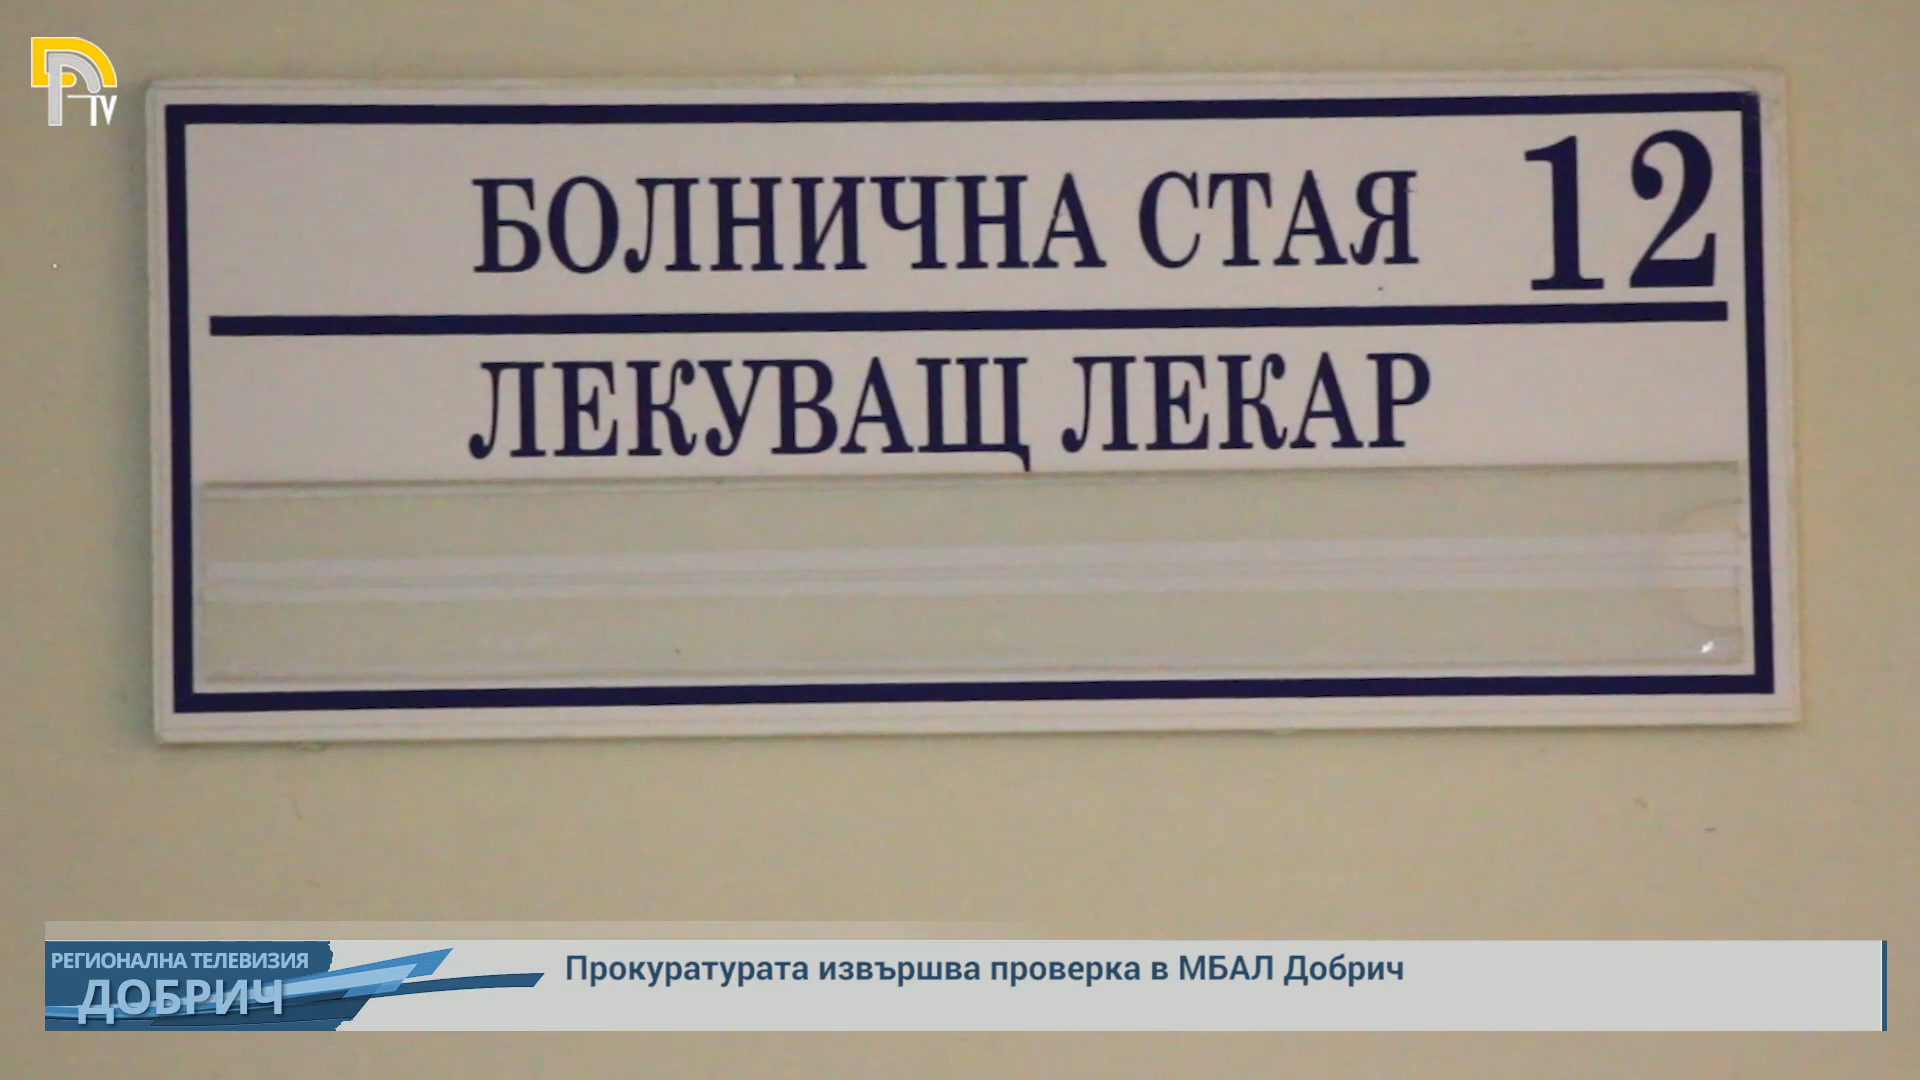 TV
БОЛНИЧНА СТАЯ 12
ЛЕКУВАЩ ЛЕКАР
РЕГИОНАЛНА ТЕЛЕВИЗИЯ
ДОБРИЧ
Прокуратурата извършва проверка в МБАЛ Добрич